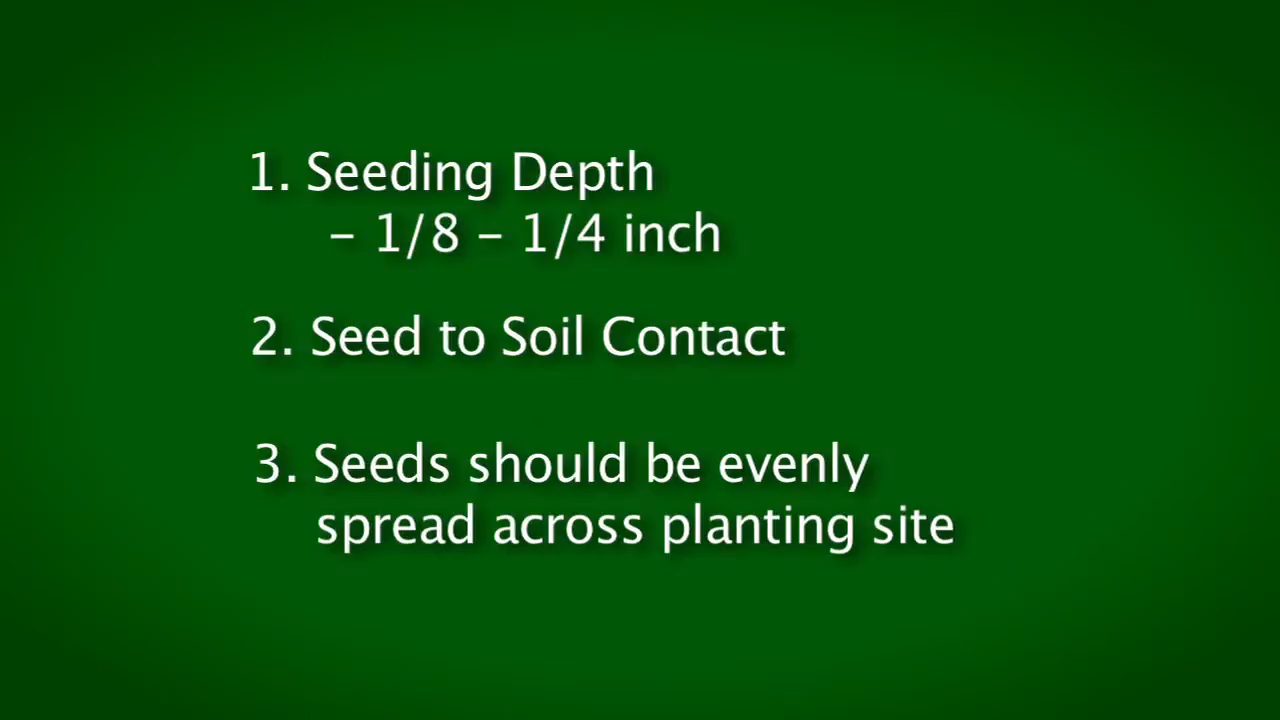 1. Seeding Depth
- 1/8 - 1/4 inch
2. Seed to Soil Contact
3. Seeds should be evenly
spread across planting site